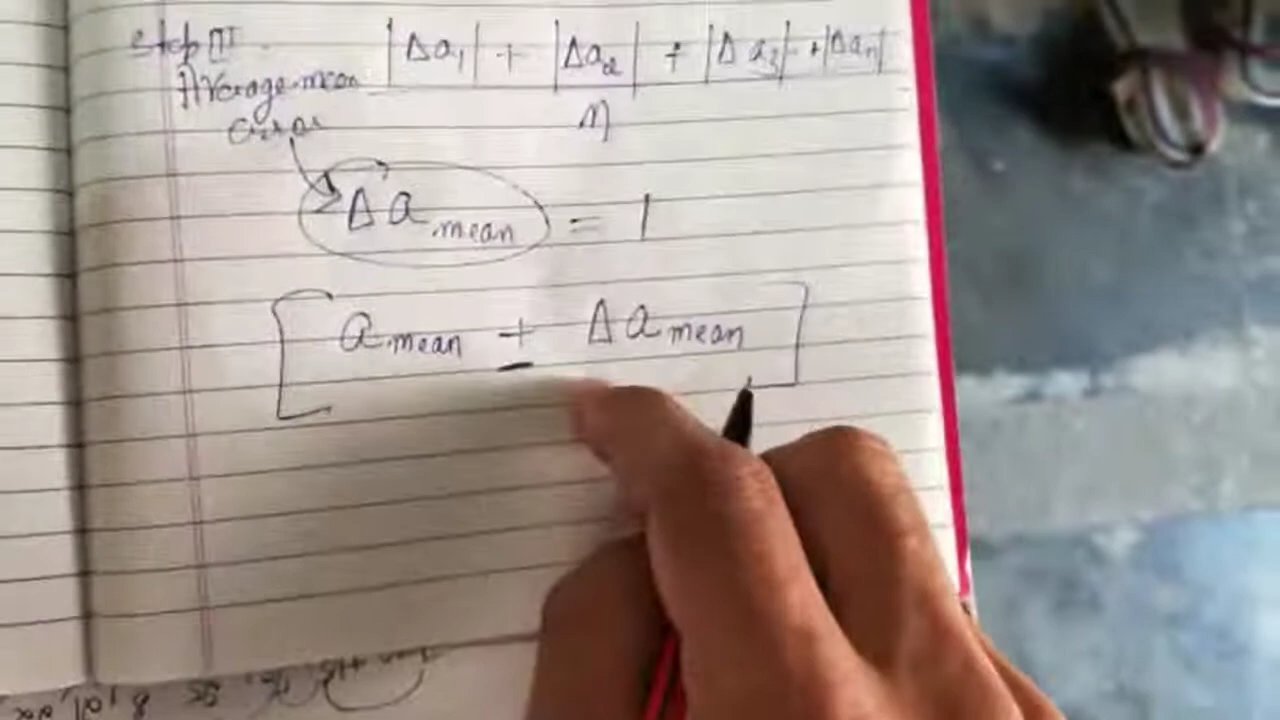 Step III
|Δa₁| + |Δa₂| + |Δa₃| + |Δaₙ|
Average mean
error
n
Δa mean = 1
a mean ± Δa mean